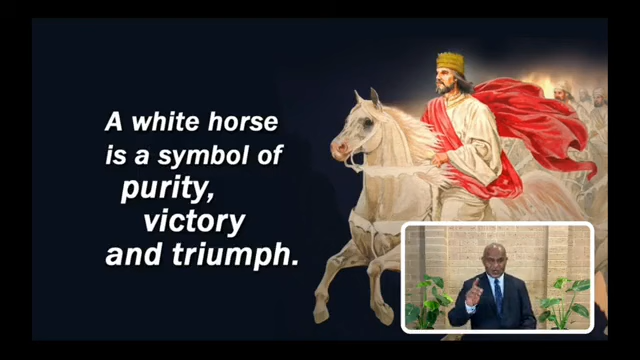 A white horse
is a symbol of
purity,
victory
and triumph.